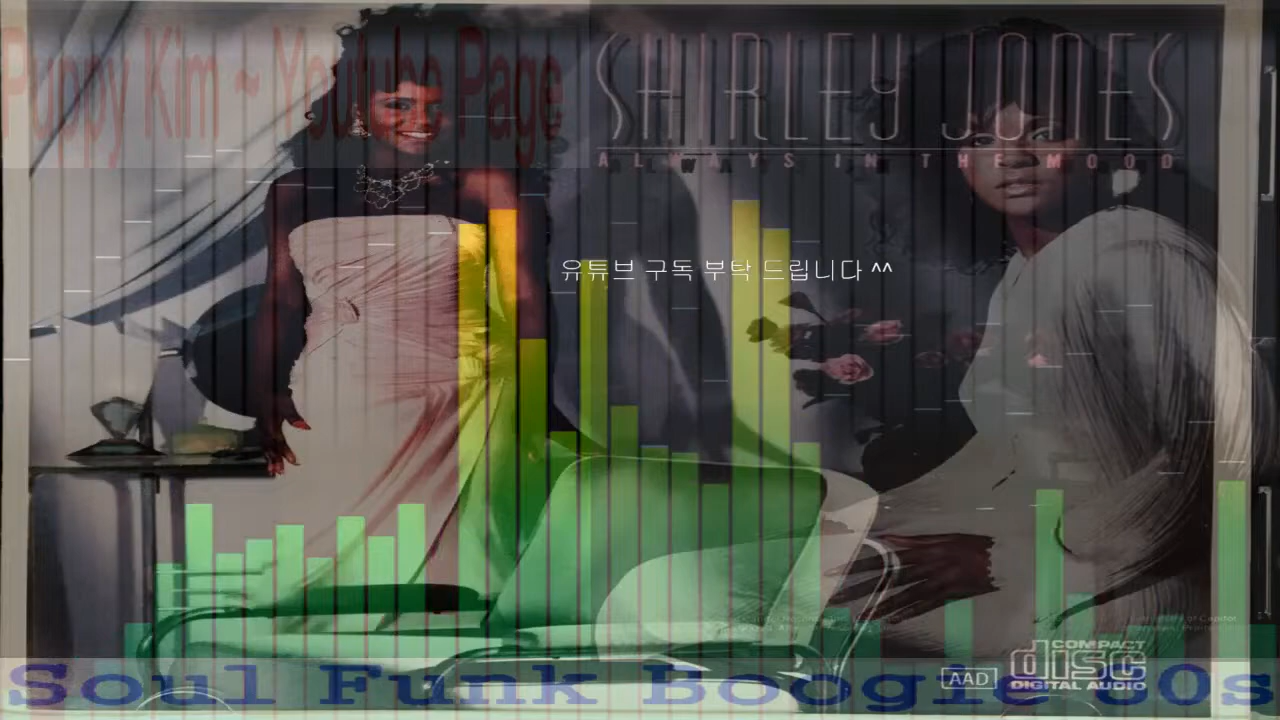 Puppy Kim ~ Youtube Page
SHIRLEY JONES
ALWAYS IN THE MOOD
유튜브 구독 부탁 드립니다 ^^
AAD
COMPACT
disc
DIGITAL AUDIO
Soul Funk Boogie 80s